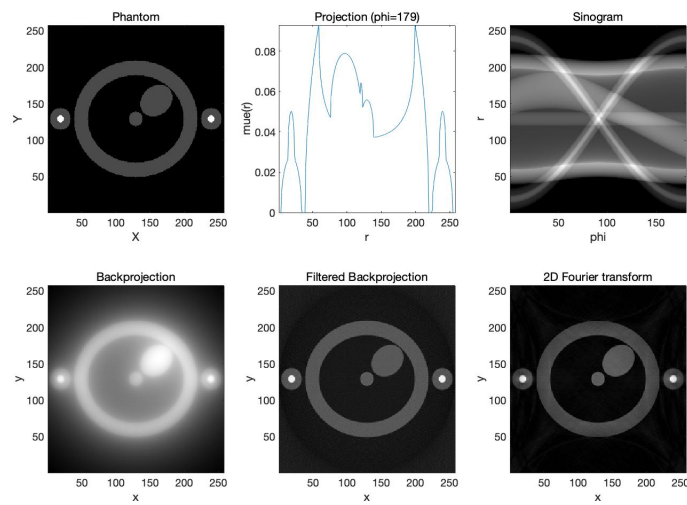 Phantom
250
200
150
100
50
Y
50 100 150 200 250
X
Projection (phi=179)
0.08
0.06
0.04
0.02
0
mue(r)
50 100 150 200 250
r
Sinogram
250
200
150
100
50
r
50 100 150
phi
Backprojection
250
200
150
100
50
y
50 100 150 200 250
x
Filtered Backprojection
250
200
150
100
50
y
50 100 150 200 250
x
2D Fourier transform
250
200
150
100
50
y
50 100 150 200 250
x